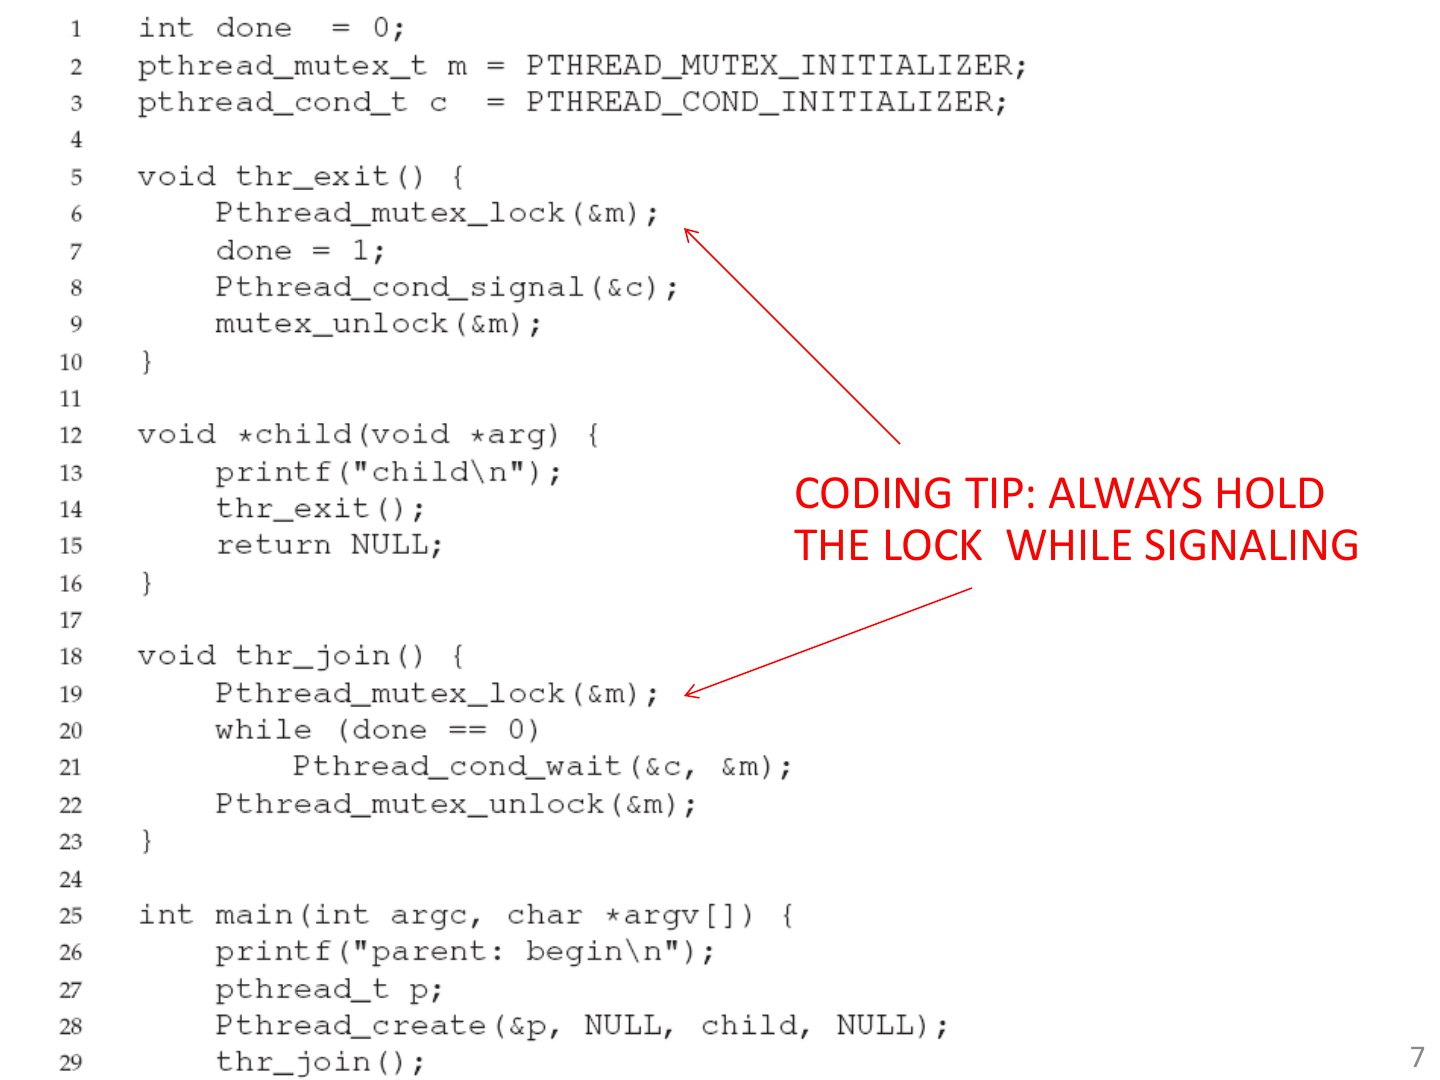 1 int done = 0;
2 pthread_mutex_t m = PTHREAD_MUTEX_INITIALIZER;
3 pthread_cond_t c = PTHREAD_COND_INITIALIZER;
4
5 void thr_exit() {
6 Pthread_mutex_lock(&m);
7 done = 1;
8 Pthread_cond_signal(&c);
9 mutex_unlock(&m);
10 }
11
12 void *child(void *arg) {
13 printf("child\n");
14 thr_exit();
15 return NULL;
16 }
17
18 void thr_join() {
19 Pthread_mutex_lock(&m);
20 while (done == 0)
21 Pthread_cond_wait(&c, &m);
22 Pthread_mutex_unlock(&m);
23 }
24
25 int main(int argc, char *argv[]) {
26 printf("parent: begin\n");
27 pthread_t p;
28 Pthread_create(&p, NULL, child, NULL);
29 thr_join();
CODING TIP: ALWAYS HOLD
THE LOCK WHILE SIGNALING
7